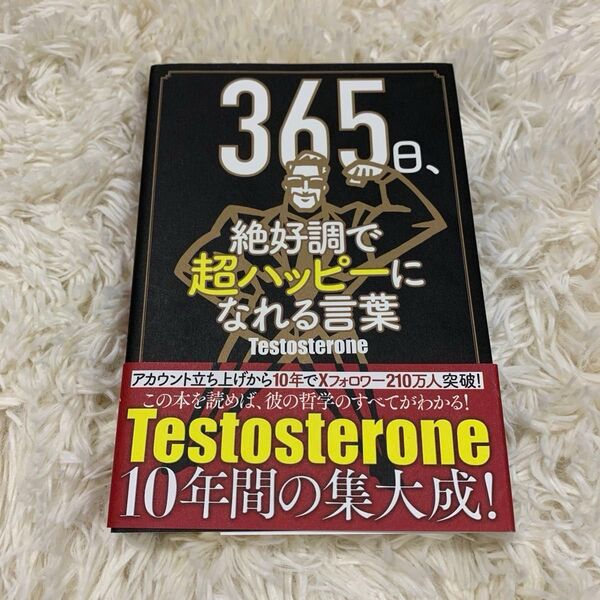 365日、
絶好調で
超ハッピーに
なれる言葉
Testosterone
アカウント立ち上げから10年でXフォロワー210万人突破!
この本を読めば、彼の哲学のすべてがわかる!
Testosterone
10年間の集大成!